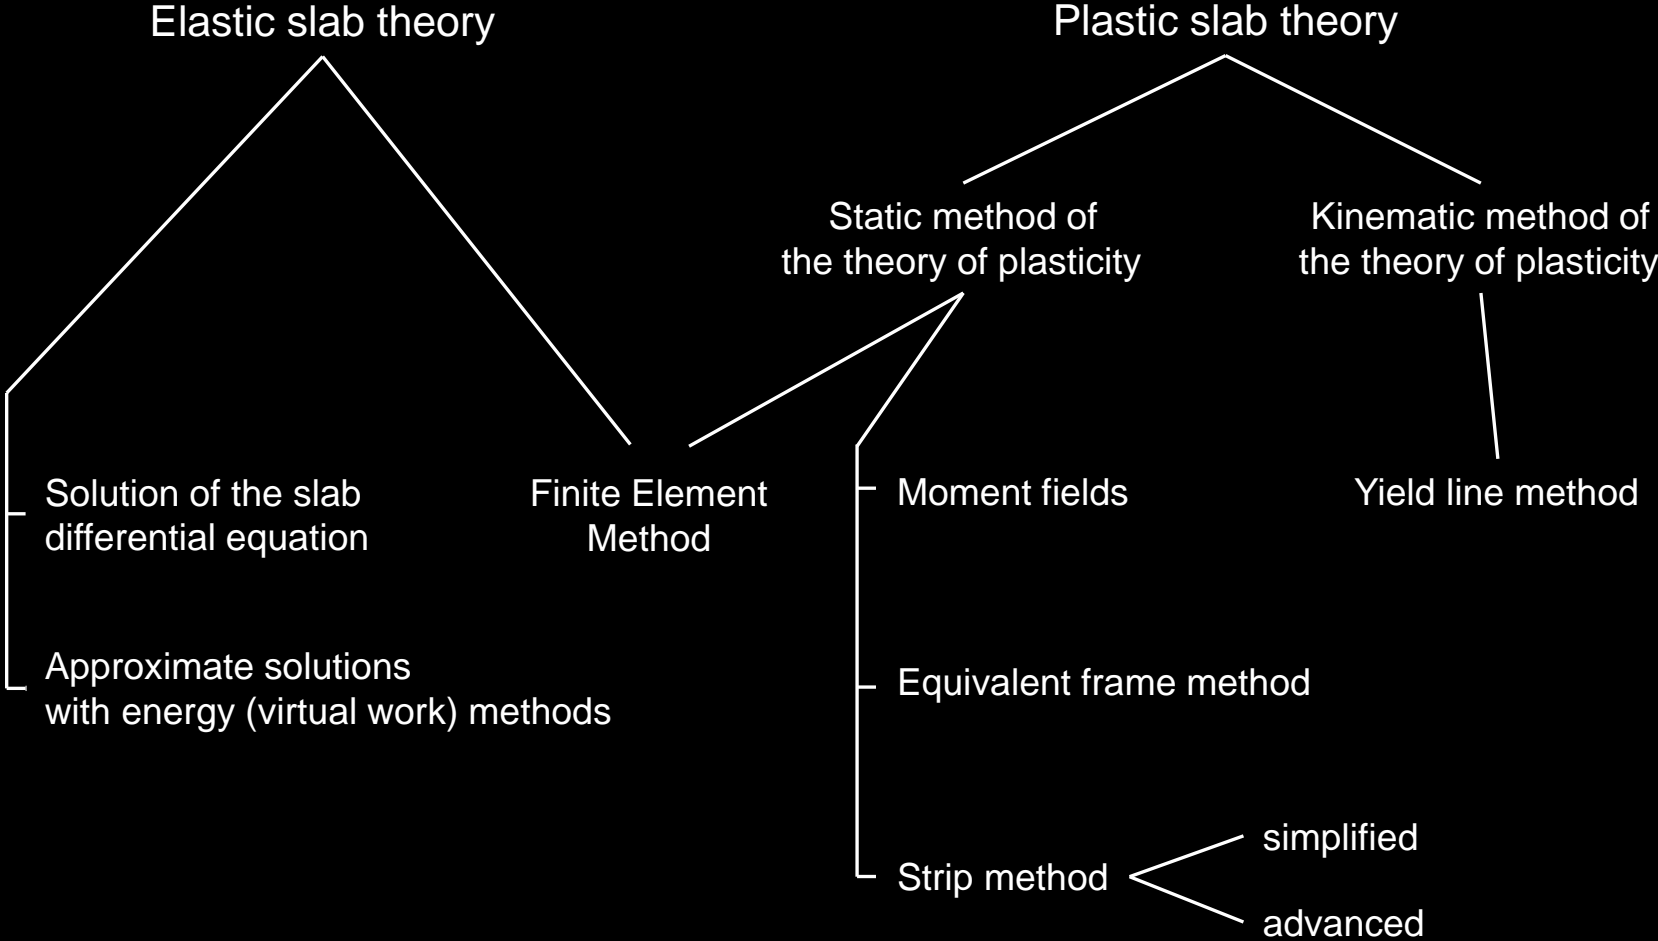 Elastic slab theory
Plastic slab theory
Static method of
the theory of plasticity
Kinematic method of
the theory of plasticity
Solution of the slab
differential equation
Finite Element
Method
Moment fields
Yield line method
Approximate solutions
with energy (virtual work) methods
Equivalent frame method
Strip method
simplified
advanced